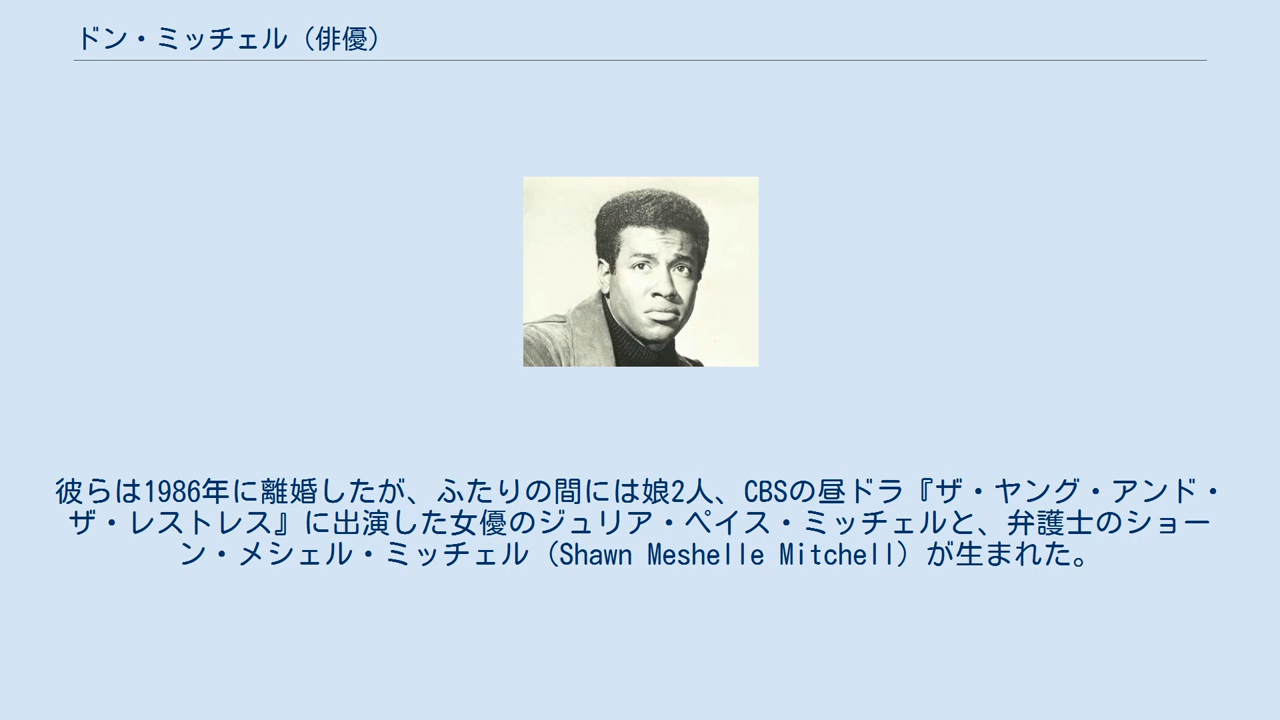 ドン・ミッチェル（俳優）
彼らは1986年に離婚したが、ふたりの間には娘2人、CBSの昼ドラ『ザ・ヤング・アンド・
ザ・レストレス』に出演した女優のジュリア・ペイス・ミッチェルと、弁護士のショー
ン・メシェル・ミッチェル（Shawn Meshelle Mitchell）が生まれた。